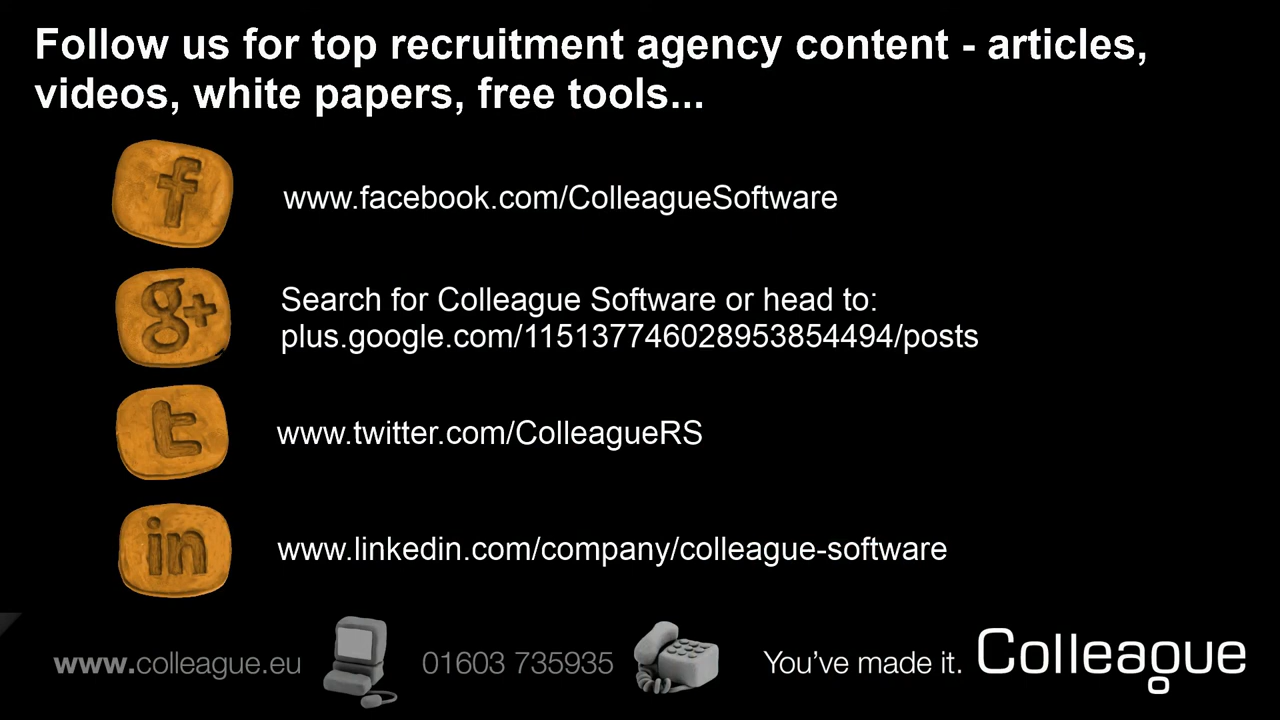 Follow us for top recruitment agency content - articles,
videos, white papers, free tools...
f
www.facebook.com/ColleagueSoftware
g+
Search for Colleague Software or head to:
plus.google.com/115137746028953854494/posts
t
www.twitter.com/ColleagueRS
in
www.linkedin.com/company/colleague-software
www.colleague.eu 01603 735935 You've made it. Colleague